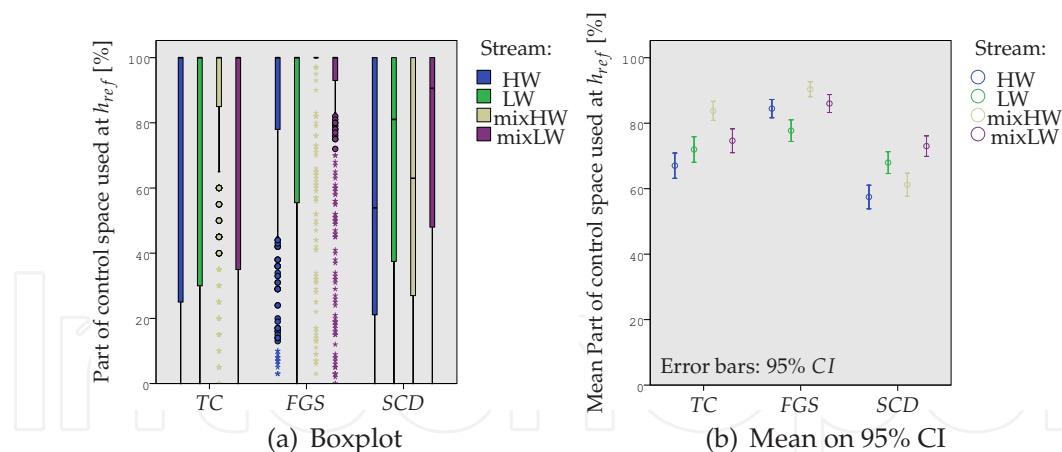 Part of control space used at h_ref [%]
100
80
60
40
20
0
TC FGS SCD
Stream:
HW
LW
mixHW
mixLW
(a) Boxplot
Mean Part of control space used at h_ref [%]
100
80
60
40
20
0
Error bars: 95% CI
TC FGS SCD
Stream:
HW
LW
mixHW
mixLW
(b) Mean on 95% CI